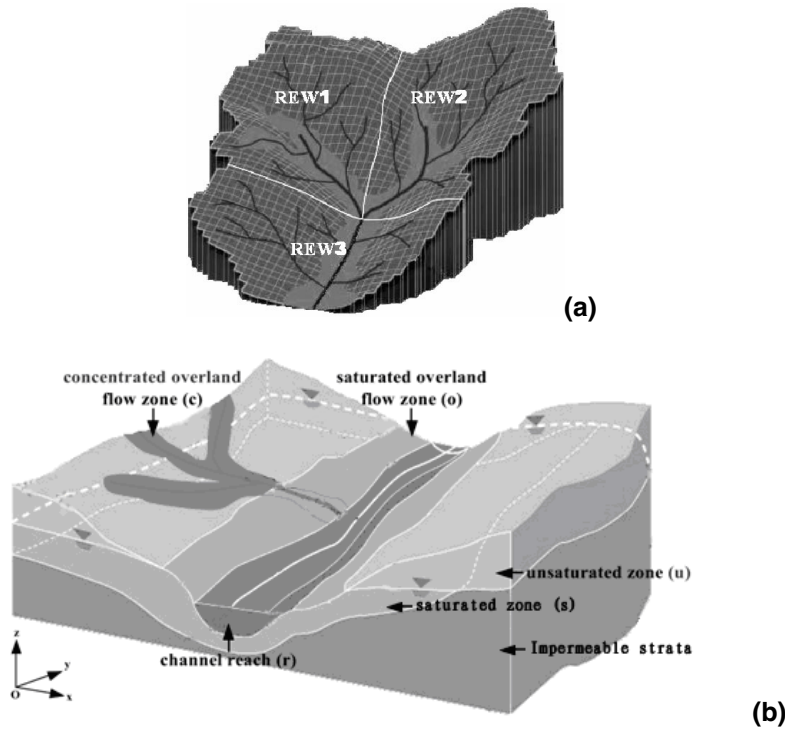 REW1
REW2
REW3
(a)
concentrated overland
flow zone (c)
saturated overland
flow zone (o)
unsaturated zone (u)
saturated zone (s)
channel reach (r)
Impermeable strata
z
y
O
x
(b)